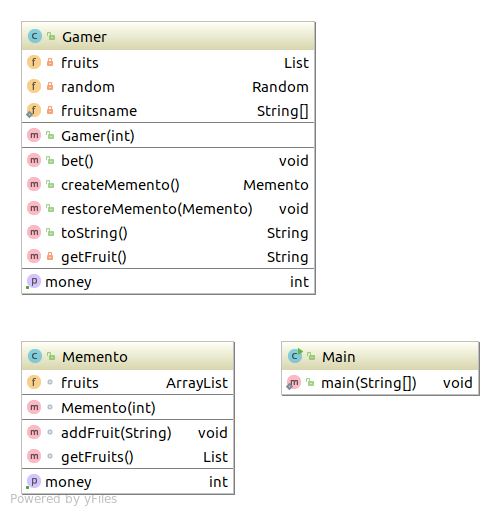 Gamer
fruits List
random Random
fruitsname String[]
Gamer(int)
bet() void
createMemento() Memento
restoreMemento(Memento) void
toString() String
getFruit() String
money int
Memento
fruits ArrayList
Memento(int)
addFruit(String) void
getFruits() List
money int
Main
main(String[]) void
Powered by yFiles